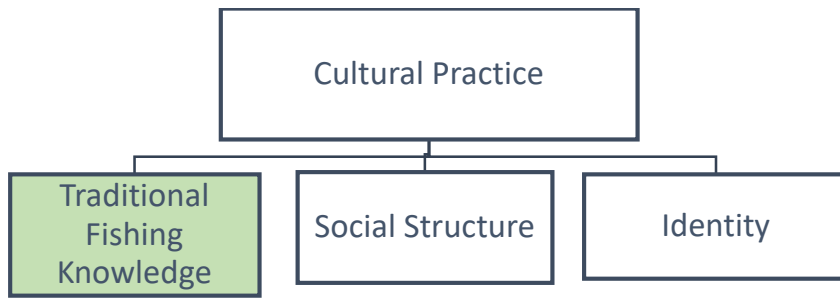 Cultural Practice
Traditional
Fishing
Knowledge
Social Structure
Identity